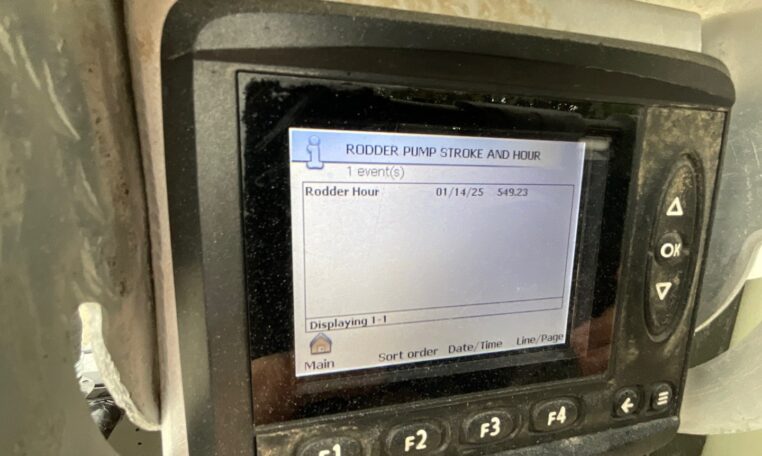 RODDER PUMP STROKE AND HOUR
1 event(s)
Rodder Hour 01/14/25 549.23
Displaying 1-1
Main Sort order Date/Time Line/Page
OK
F1 F2 F3 F4